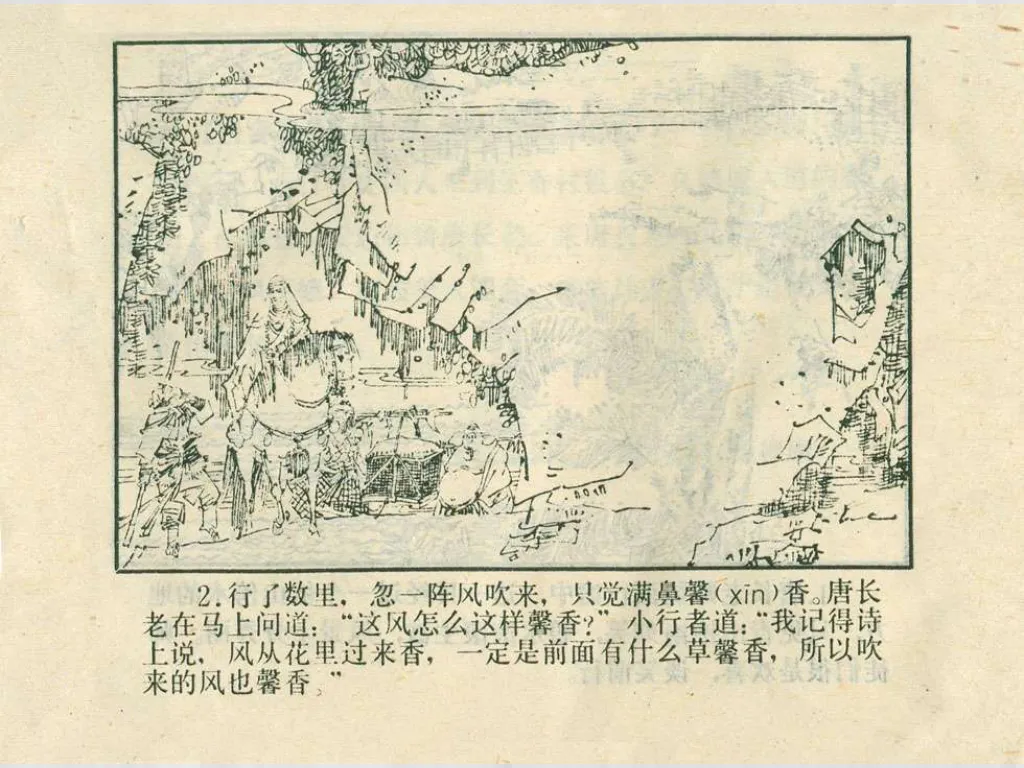 2.行了数里，忽一阵风吹来，只觉满鼻馨(xīn)香。唐长
老在马上问道：“这风怎么这样馨香？”小行者道：“我记得诗
上说，风从花里过来香，一定是前面有什么草馨香，所以吹
来的风也馨香。”